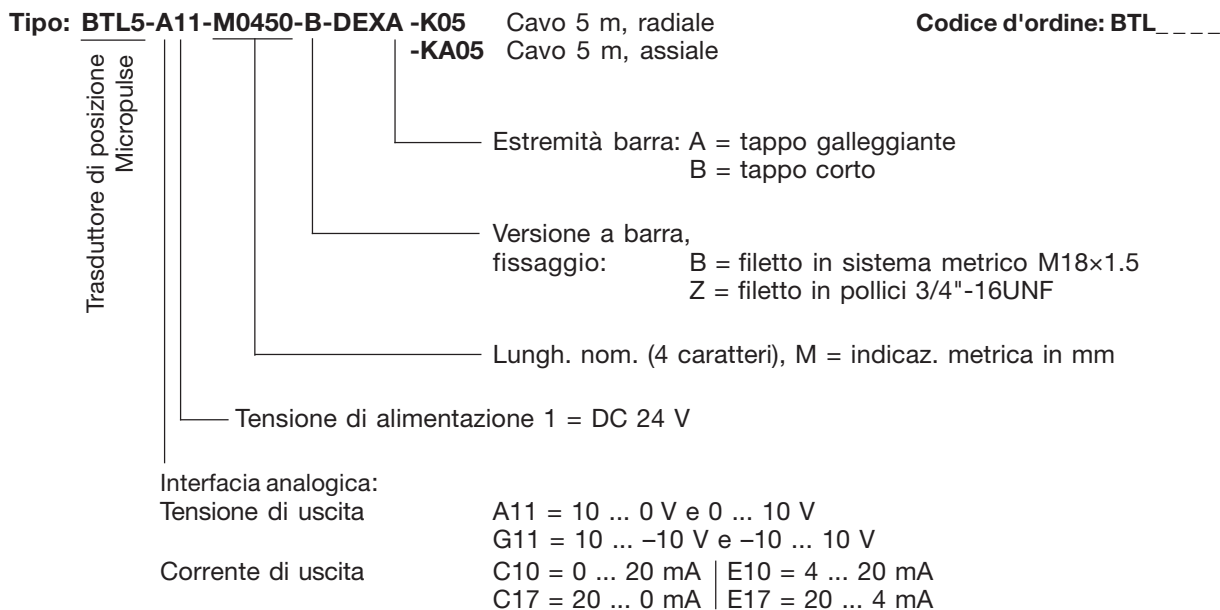 Tipo: BTL5-A11-M0450-B-DEXA -K05 Cavo 5 m, radiale Codice d'ordine: BTL_ _ _ _
-KA05 Cavo 5 m, assiale
Trasduttore di posizione
Micropulse
Estremità barra: A = tappo galleggiante
B = tappo corto
Versione a barra,
fissaggio: B = filetto in sistema metrico M18×1.5
Z = filetto in pollici 3/4"-16UNF
Lungh. nom. (4 caratteri), M = indicaz. metrica in mm
Tensione di alimentazione 1 = DC 24 V
Interfacia analogica:
Tensione di uscita A11 = 10 ... 0 V e 0 ... 10 V
G11 = 10 ... –10 V e –10 ... 10 V
Corrente di uscita C10 = 0 ... 20 mA E10 = 4 ... 20 mA
C17 = 20 ... 0 mA E17 = 20 ... 4 mA